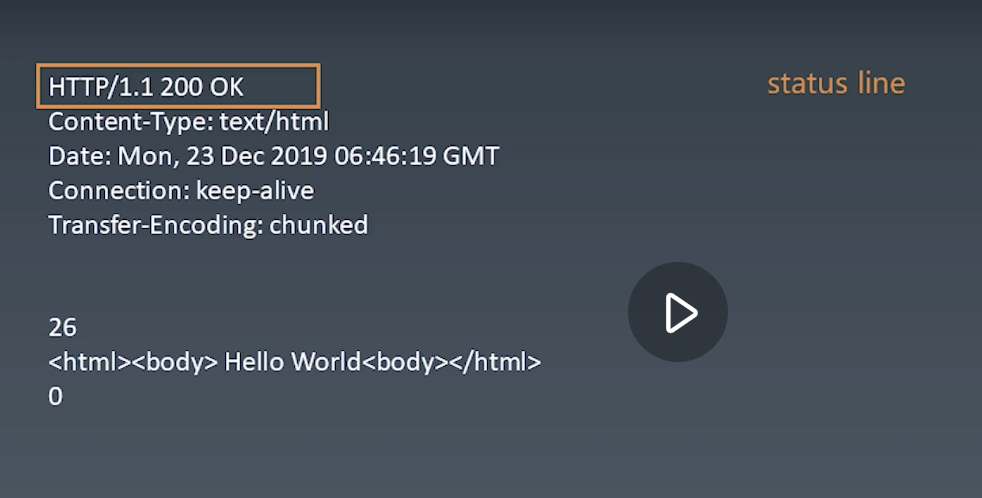 HTTP/1.1 200 OK
status line
Content-Type: text/html
Date: Mon, 23 Dec 2019 06:46:19 GMT
Connection: keep-alive
Transfer-Encoding: chunked
26
<html><body> Hello World<body></html>
0